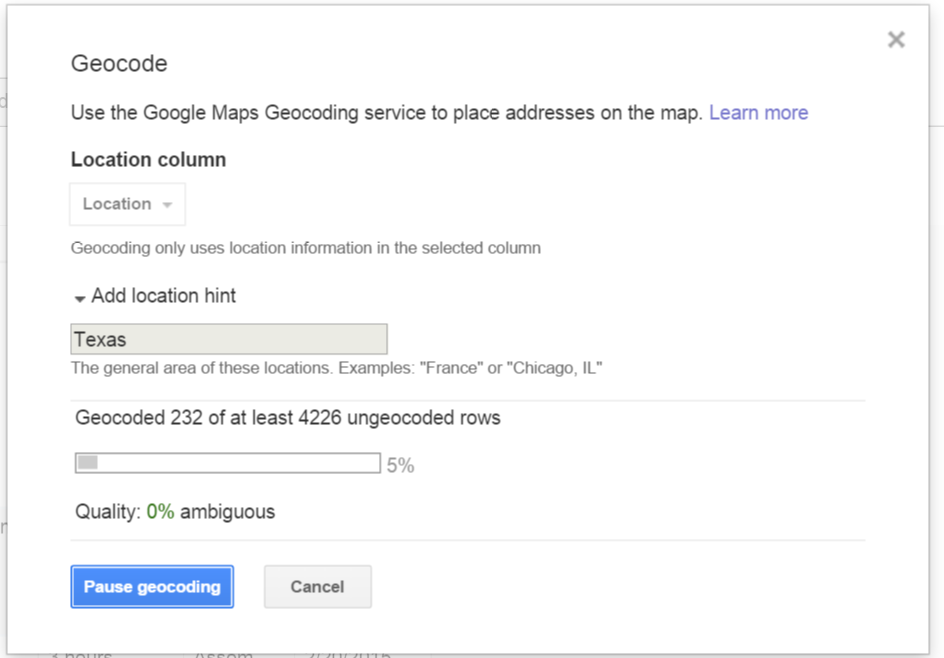 Geocode
Use the Google Maps Geocoding service to place addresses on the map. Learn more
Location column
Location
Geocoding only uses location information in the selected column
Add location hint
Texas
The general area of these locations. Examples: "France" or "Chicago, IL"
Geocoded 232 of at least 4226 ungeocoded rows
5%
Quality: 0% ambiguous
Pause geocoding Cancel